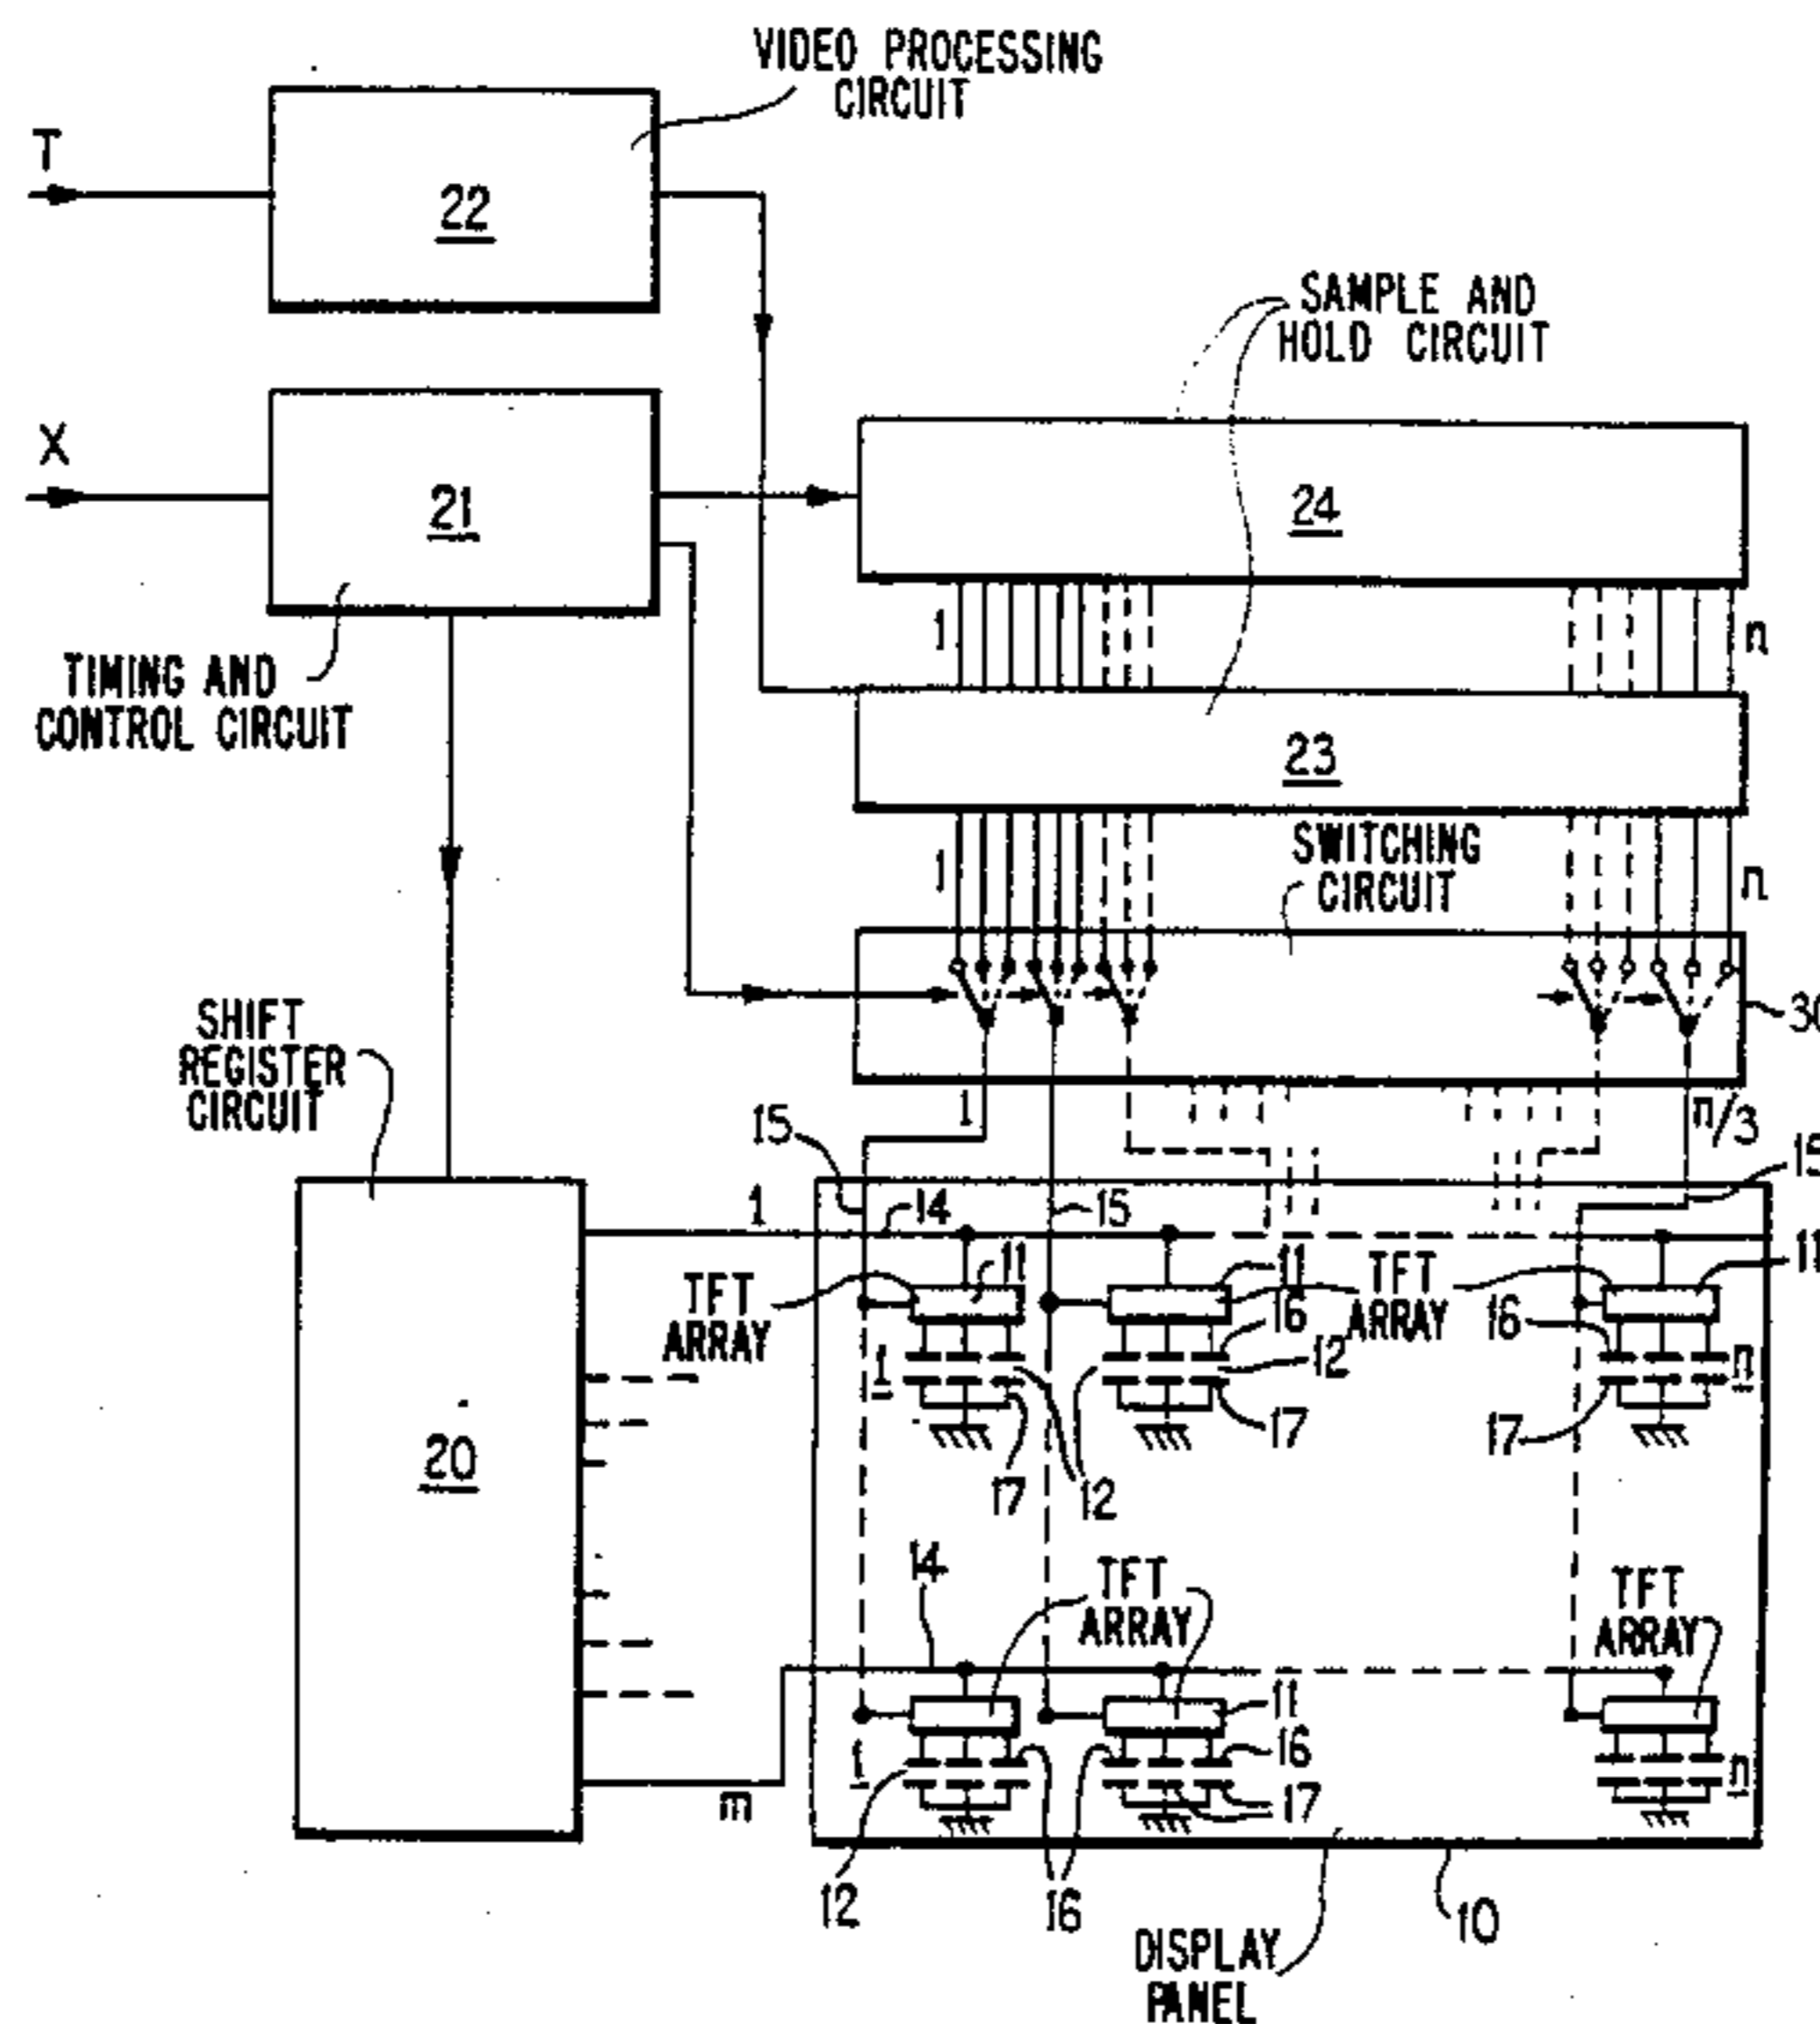 VIDEO PROCESSING
CIRCUIT
T
22
SAMPLE AND
HOLD CIRCUIT
X
21
24
1
n
TIMING AND
CONTROL CIRCUIT
23
SWITCHING
CIRCUIT
1
n
SHIFT
REGISTER
CIRCUIT
30
1
n/3
15
15
15
1
14
11
11
11
TFT
ARRAY
TFT
ARRAY
16
16
1
12
n
17
17
17
12
20
14
TFT
ARRAY
TFT
ARRAY
11
16
1
n
17
m
12
16
10
DISPLAY
PANEL